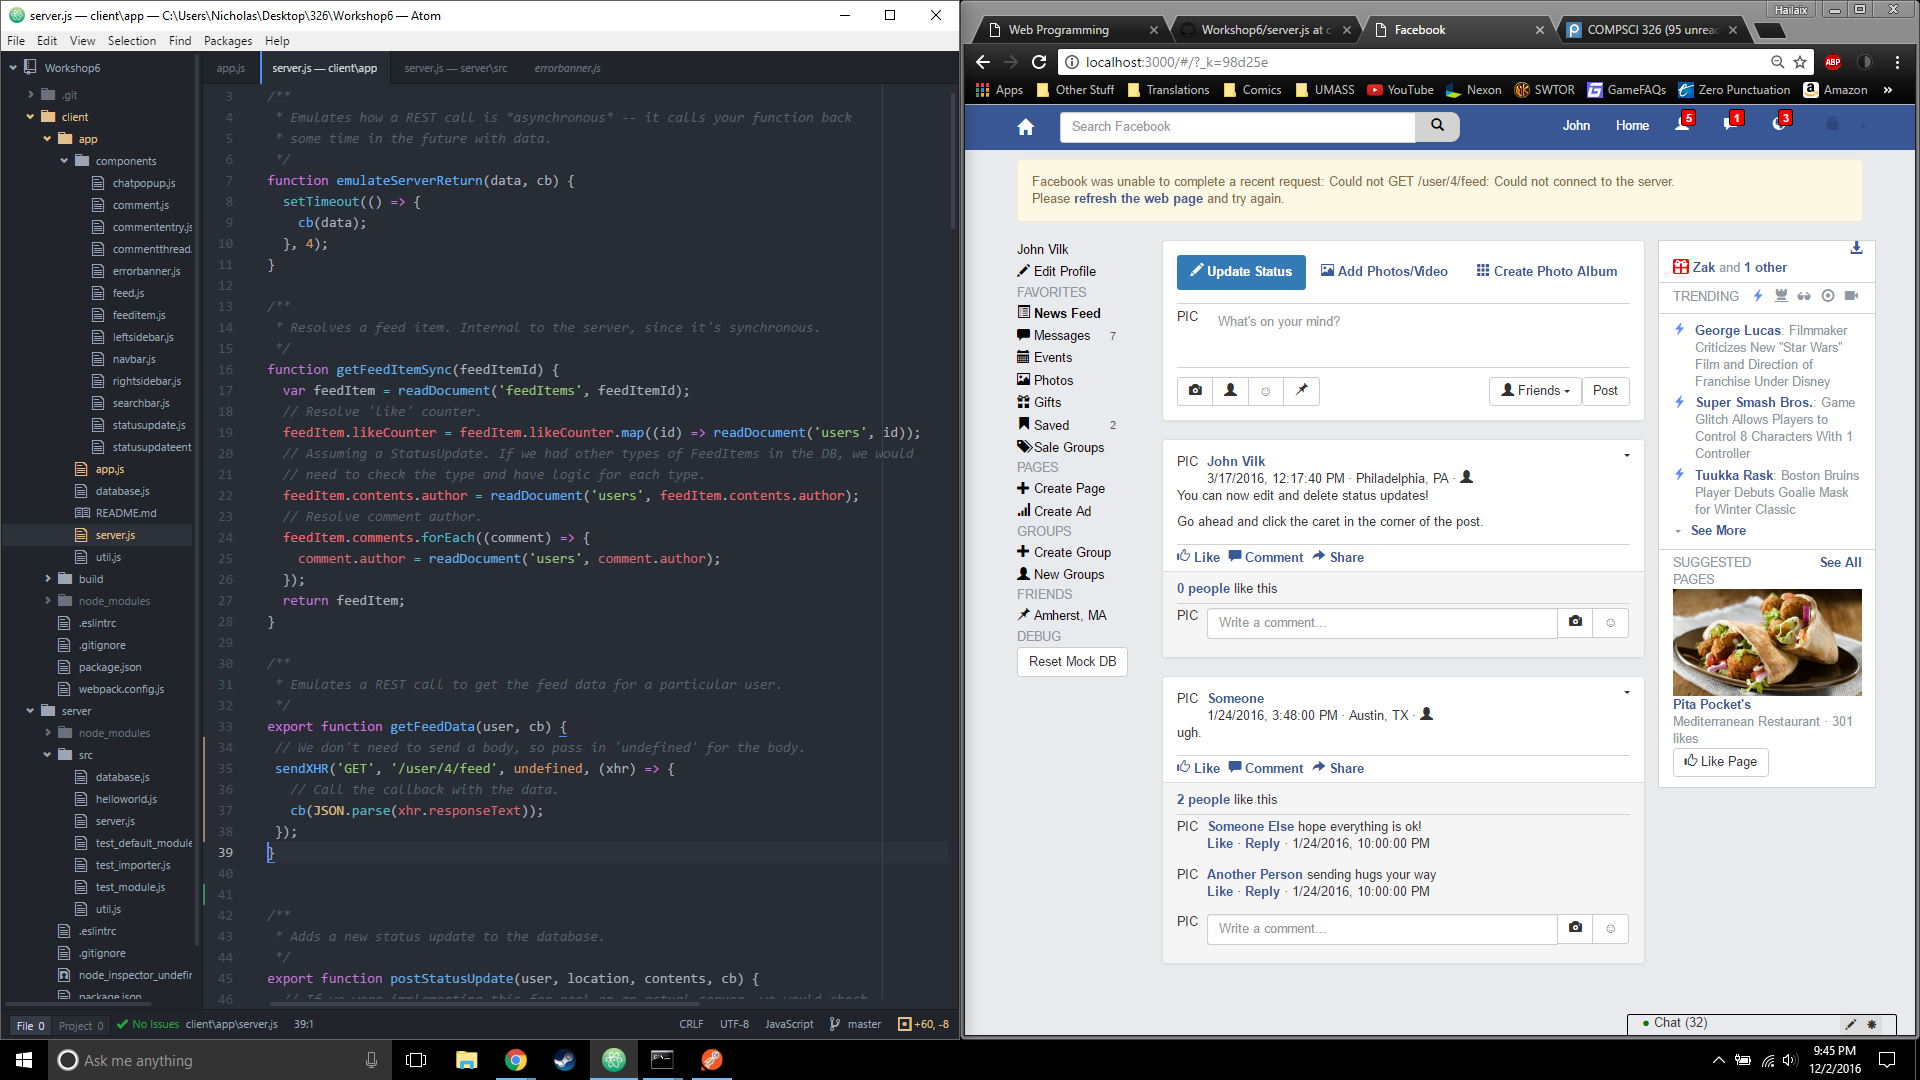 server.js — client\app — C:\Users\Nicholas\Desktop\326\Workshop6 — Atom
File Edit View Selection Find Packages Help
Workshop6
.git
client
app
components
chatpopup.js
comment.js
commententry.js
commentthread.
errorbanner.js
feed.js
feeditem.js
leftsidebar.js
navbar.js
rightsidebar.js
searchbar.js
statusupdate.js
statusupdateent
app.js
database.js
README.md
server.js
util.js
build
node_modules
.eslintrc
.gitignore
package.json
webpack.config.js
server
node_modules
src
database.js
helloworld.js
server.js
test_default_module
test_importer.js
test_module.js
util.js
.eslintrc
.gitignore
node_inspector_undefin
package.json
app.js server.js — client\app server.js — server\src errorbanner.js
3 /**
4 * Emulates how a REST call is *asynchronous* -- it calls your function back
5 * some time in the future with data.
6 */
7 function emulateServerReturn(data, cb) {
8 setTimeout(() => {
9 cb(data);
10 }, 4);
11 }
12
13 /**
14 * Resolves a feed item. Internal to the server, since it's synchronous.
15 */
16 function getFeedItemSync(feedItemId) {
17 var feedItem = readDocument('feedItems', feedItemId);
18 // Resolve 'like' counter.
19 feedItem.likeCounter = feedItem.likeCounter.map((id) => readDocument('users', id));
20 // Assuming a StatusUpdate. If we had other types of FeedItems in the DB, we would
21 // need to check the type and have logic for each type.
22 feedItem.contents.author = readDocument('users', feedItem.contents.author);
23 // Resolve comment author.
24 feedItem.comments.forEach((comment) => {
25 comment.author = readDocument('users', comment.author);
26 });
27 return feedItem;
28 }
29
30 /**
31 * Emulates a REST call to get the feed data for a particular user.
32 */
33 export function getFeedData(user, cb) {
34 // We don't need to send a body, so pass in 'undefined' for the body.
35 sendXHR('GET', '/user/4/feed', undefined, (xhr) => {
36 // Call the callback with the data.
37 cb(JSON.parse(xhr.responseText));
38 });
39 }
40
41
42 /**
43 * Adds a new status update to the database.
44 */
45 export function postStatusUpdate(user, location, contents, cb) {
46 // If we were implementing this for real on an actual server, we would check
File 0 Project 0 No Issues client\app\server.js 39:1 CRLF UTF-8 JavaScript master +60, -8
Hailaix
Web Programming Workshop6/server.js at c Facebook COMPSCI 326 (95 unread
localhost:3000/#/?_k=98d25e
ABP
Apps Other Stuff Translations Comics UMASS YouTube Nexon SWTOR GameFAQs Zero Punctuation Amazon »
Search Facebook John Home 5 1 3
Facebook was unable to complete a recent request: Could not GET /user/4/feed: Could not connect to the server.
Please refresh the web page and try again.
John Vilk
Edit Profile
FAVORITES
News Feed
Messages 7
Events
Photos
Gifts
Saved 2
Sale Groups
PAGES
Create Page
Create Ad
GROUPS
Create Group
New Groups
FRIENDS
Amherst, MA
DEBUG
Reset Mock DB
Update Status Add Photos/Video Create Photo Album
PIC What's on your mind?
Friends Post
PIC John Vilk
3/17/2016, 12:17:40 PM · Philadelphia, PA ·
You can now edit and delete status updates!
Go ahead and click the caret in the corner of the post.
Like Comment Share
0 people like this
PIC Write a comment...
PIC Someone
1/24/2016, 3:48:00 PM · Austin, TX ·
ugh.
Like Comment Share
2 people like this
PIC Someone Else hope everything is ok!
Like · Reply · 1/24/2016, 10:00:00 PM
PIC Another Person sending hugs your way
Like · Reply · 1/24/2016, 10:00:00 PM
PIC Write a comment...
Zak and 1 other
TRENDING
George Lucas: Filmmaker
Criticizes New "Star Wars"
Film and Direction of
Franchise Under Disney
Super Smash Bros.: Game
Glitch Allows Players to
Control 8 Characters With 1
Controller
Tuukka Rask: Boston Bruins
Player Debuts Goalie Mask
for Winter Classic
See More
SUGGESTED PAGES See All
Pita Pocket's
Mediterranean Restaurant · 301
likes
Like Page
Chat (32)
Ask me anything
9:45 PM
12/2/2016